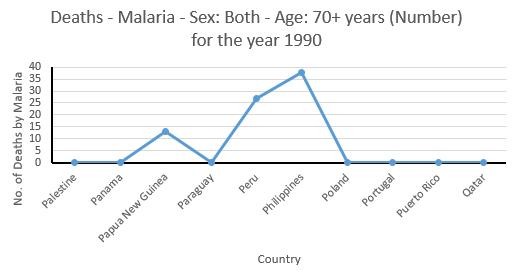 Deaths - Malaria - Sex: Both - Age: 70+ years (Number)
for the year 1990
No. of Deaths by Malaria
40
35
30
25
20
15
10
5
0
Palestine
Panama
Papua New Guinea
Paraguay
Peru
Philippines
Poland
Portugal
Puerto Rico
Qatar
Country